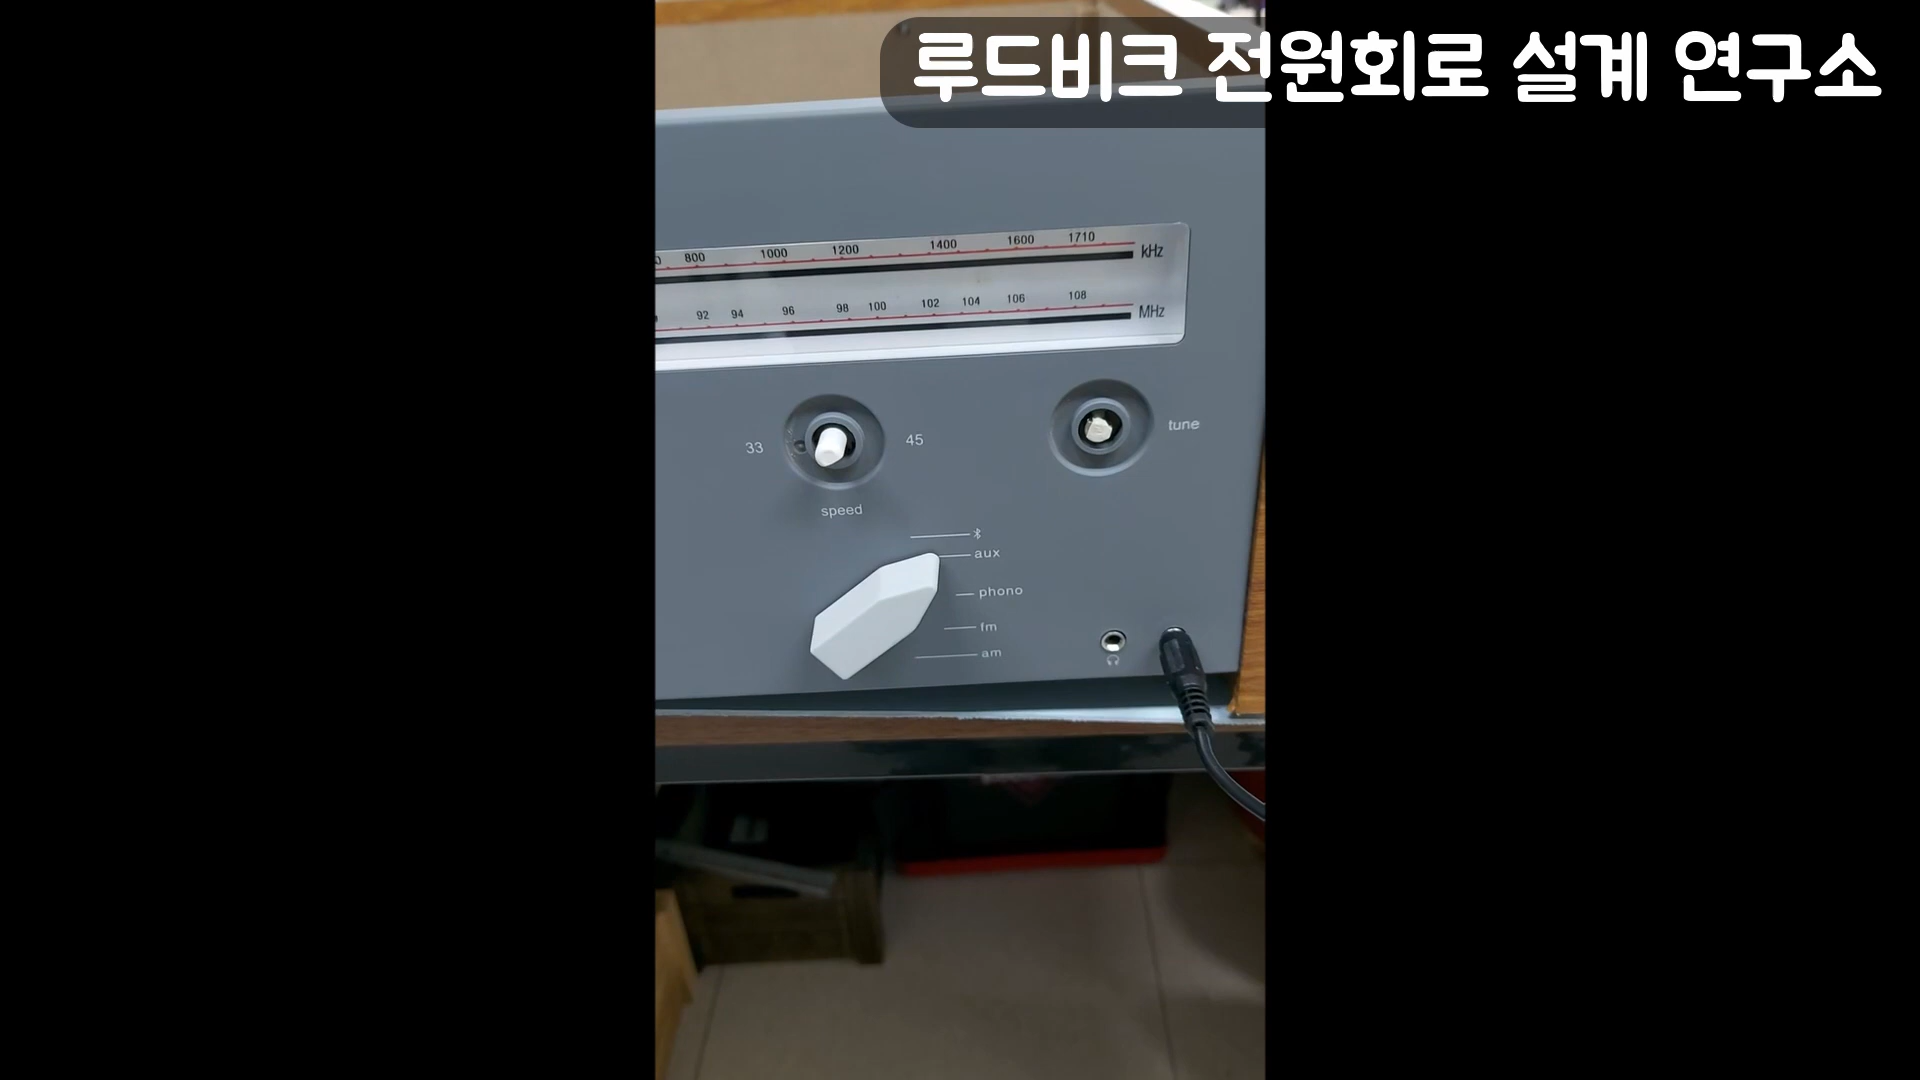 루드비크 전원회로 설계 연구소
800 1000 1200 1400 1600 1710 kHz
92 94 96 98 100 102 104 106 108 MHz
33 45 tune
speed
aux
phono
fm
am